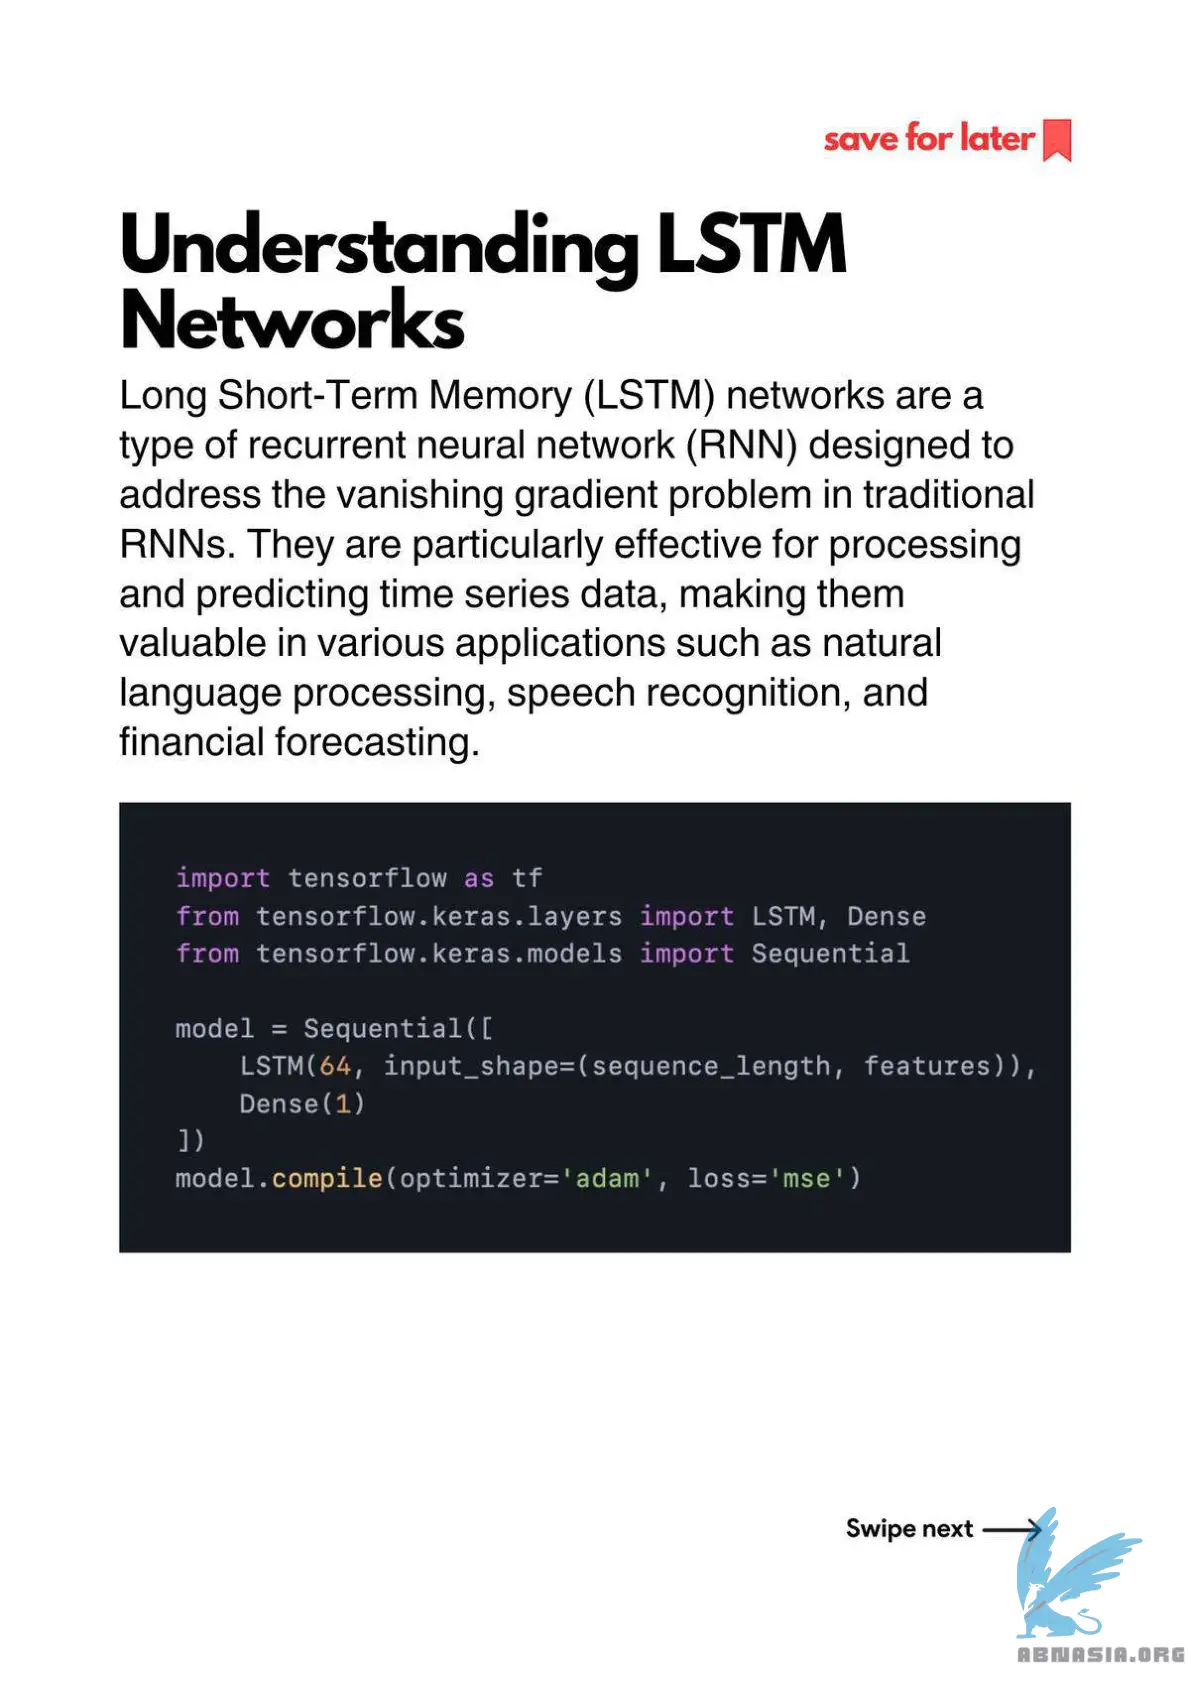 save for later
Understanding LSTM
Networks
Long Short-Term Memory (LSTM) networks are a
type of recurrent neural network (RNN) designed to
address the vanishing gradient problem in traditional
RNNs. They are particularly effective for processing
and predicting time series data, making them
valuable in various applications such as natural
language processing, speech recognition, and
financial forecasting.
import tensorflow as tf
from tensorflow.keras.layers import LSTM, Dense
from tensorflow.keras.models import Sequential
model = Sequential([
    LSTM(64, input_shape=(sequence_length, features)),
    Dense(1)
])
model.compile(optimizer='adam', loss='mse')
Swipe next
ABNASIA.ORG